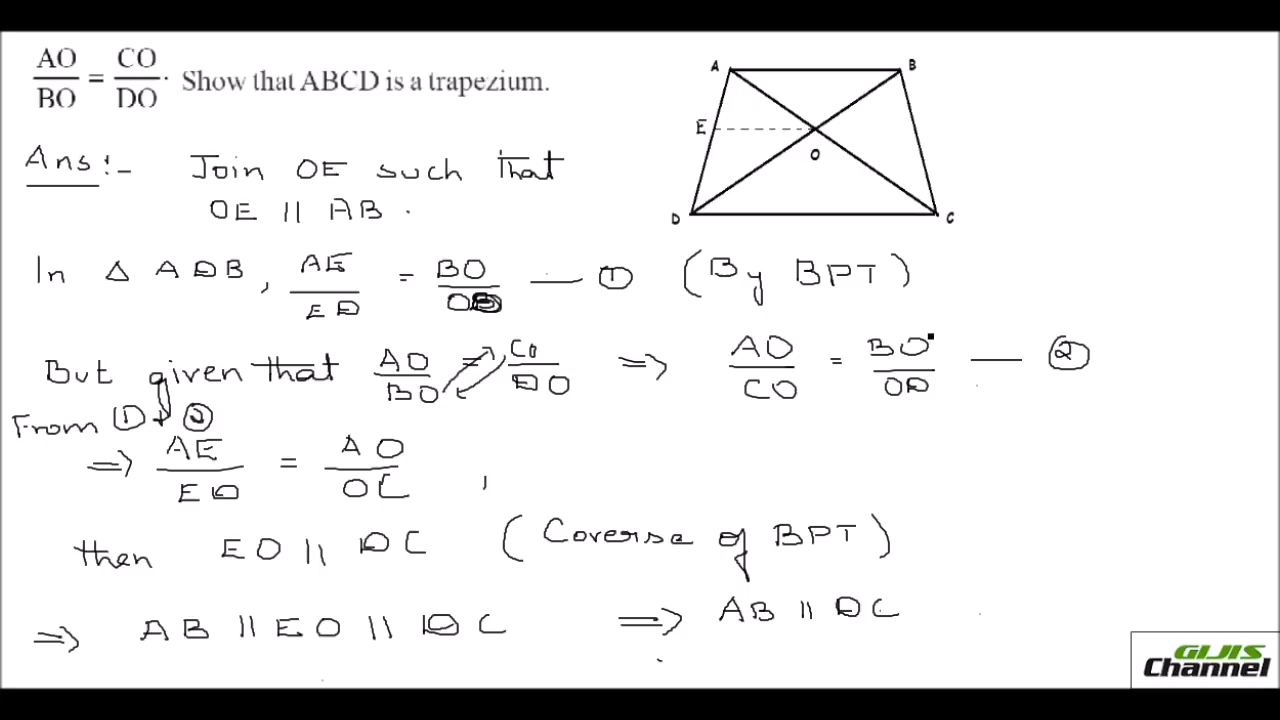 AO/BO = CO/DO. Show that ABCD is a trapezium.
A B
E
O
D C
Ans :- Join OE such that
OE || AB .
In Δ ADB, AE/ED = BO/OD — ① (By BPT)
But given that AO/BO = CO/DO ⇒ AO/CO = BO/OD — ②
From ① + ②
⇒ AE/ED = AO/OC ,
then EO || DC (Coverse of BPT)
⇒ AB || EO || DC ⇒ AB || DC
GIJIS
Channel